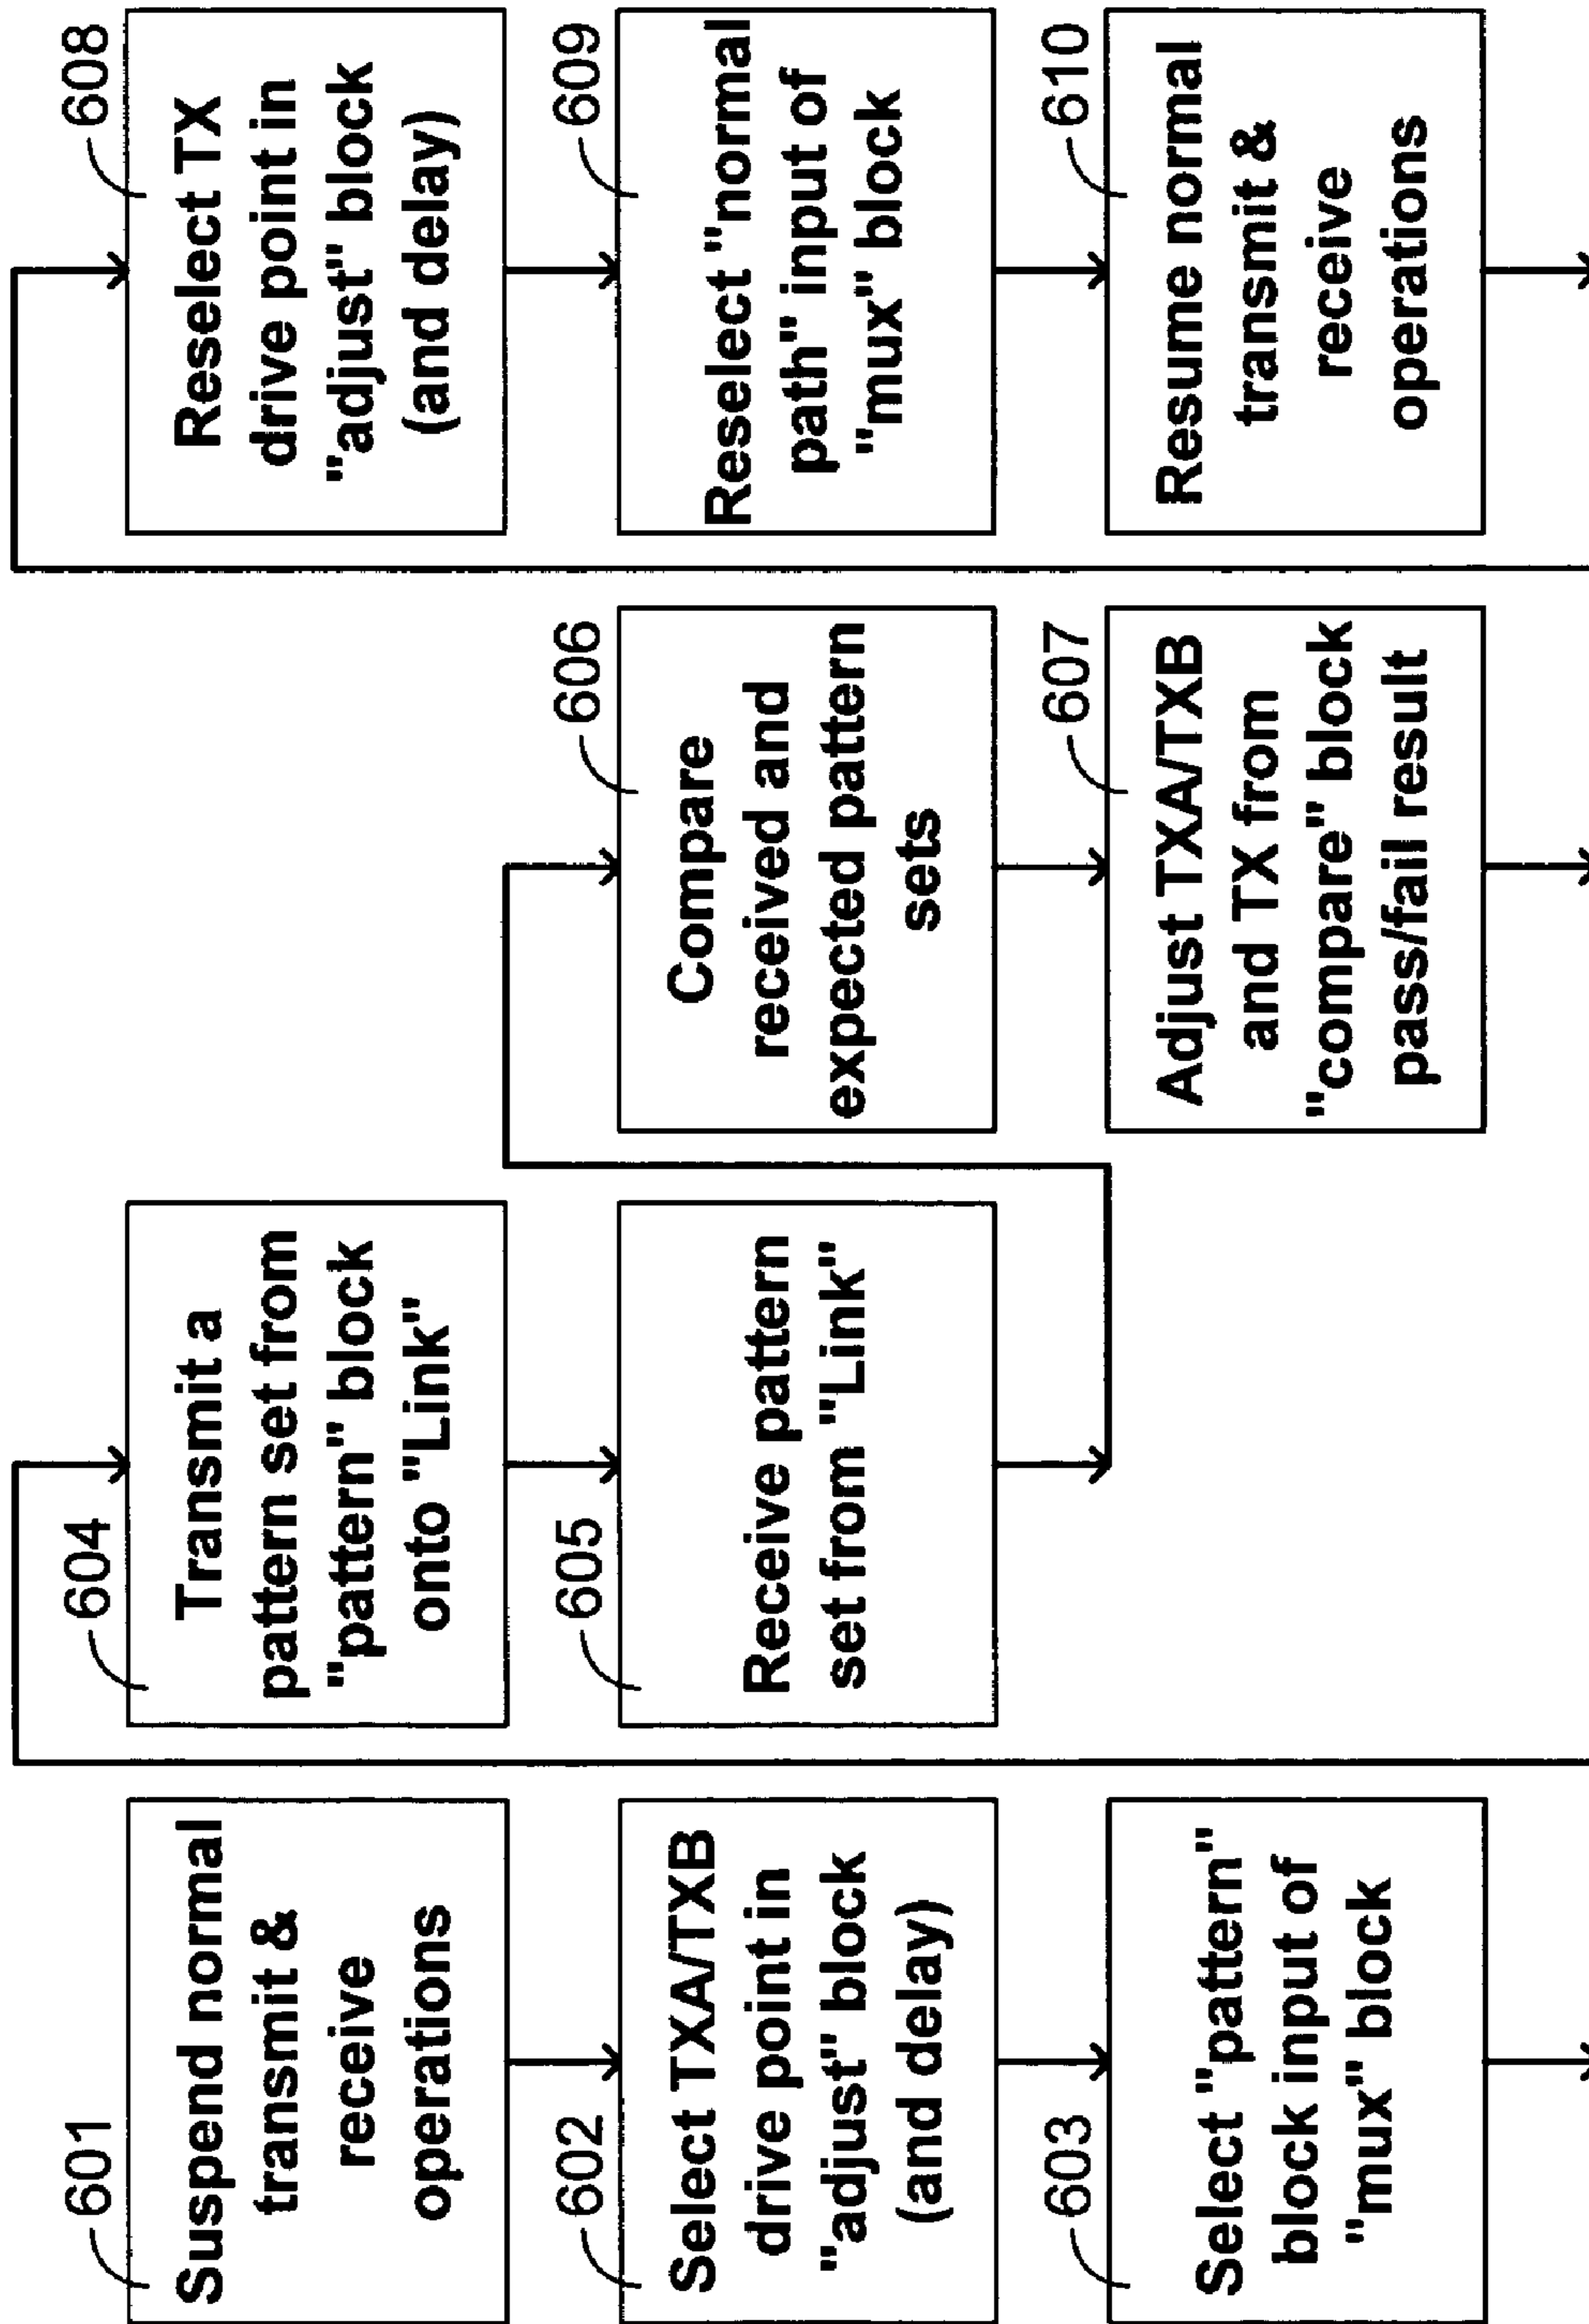 601
Suspend normal
transmit &
receive
operations
602
Select TXA/TXB
drive point in
"adjust" block
(and delay)
603
Select "pattern"
block input of
"mux" block
604
Transmit a
pattern set from
"pattern" block
onto "Link"
605
Receive pattern
set from "Link"
606
Compare
received and
expected pattern
sets
607
Adjust TXA/TXB
and TX from
"compare" block
pass/fail result
608
Reselect TX
drive point in
"adjust" block
(and delay)
609
Reselect "normal
path" input of
"mux" block
610
Resume normal
transmit &
receive
operations